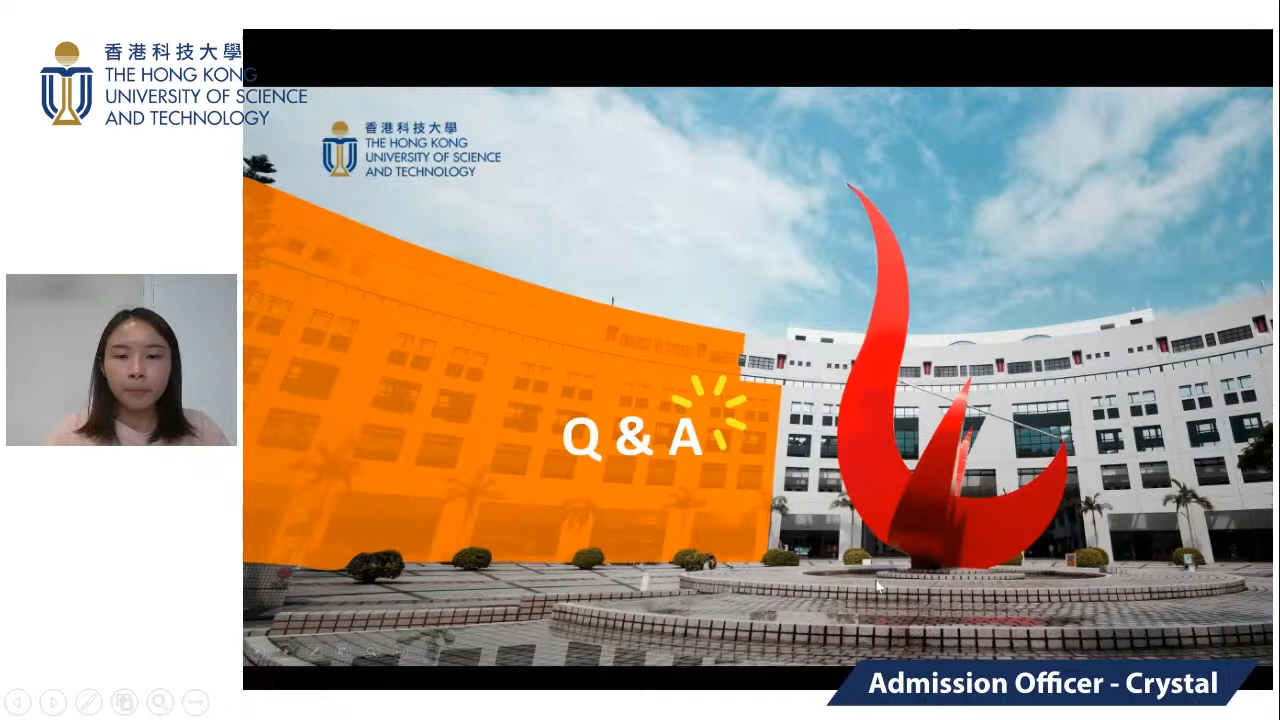 香港科技大學
THE HONG KONG
UNIVERSITY OF SCIENCE
AND TECHNOLOGY
香港科技大學
THE HONG KONG
UNIVERSITY OF SCIENCE
AND TECHNOLOGY
Q & A
Admission Officer - Crystal